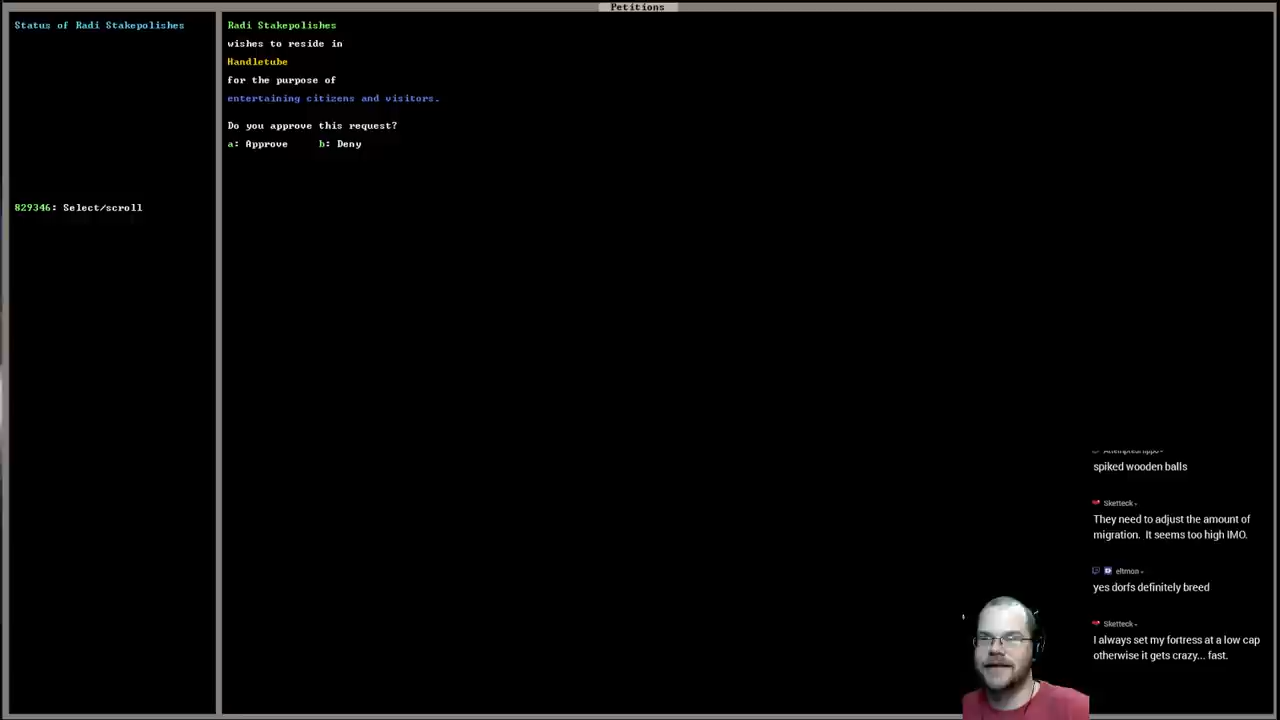 Petitions
Status of Radi Stakepolishes
829346: Select/scroll
Radi Stakepolishes
wishes to reside in
Handletube
for the purpose of
entertaining citizens and visitors.
Do you approve this request?
a: Approve b: Deny
spiked wooden balls
Sketteck
They need to adjust the amount of
migration. It seems too high IMO.
eltmon
yes dorfs definitely breed
Sketteck
I always set my fortress at a low cap
otherwise it gets crazy... fast.